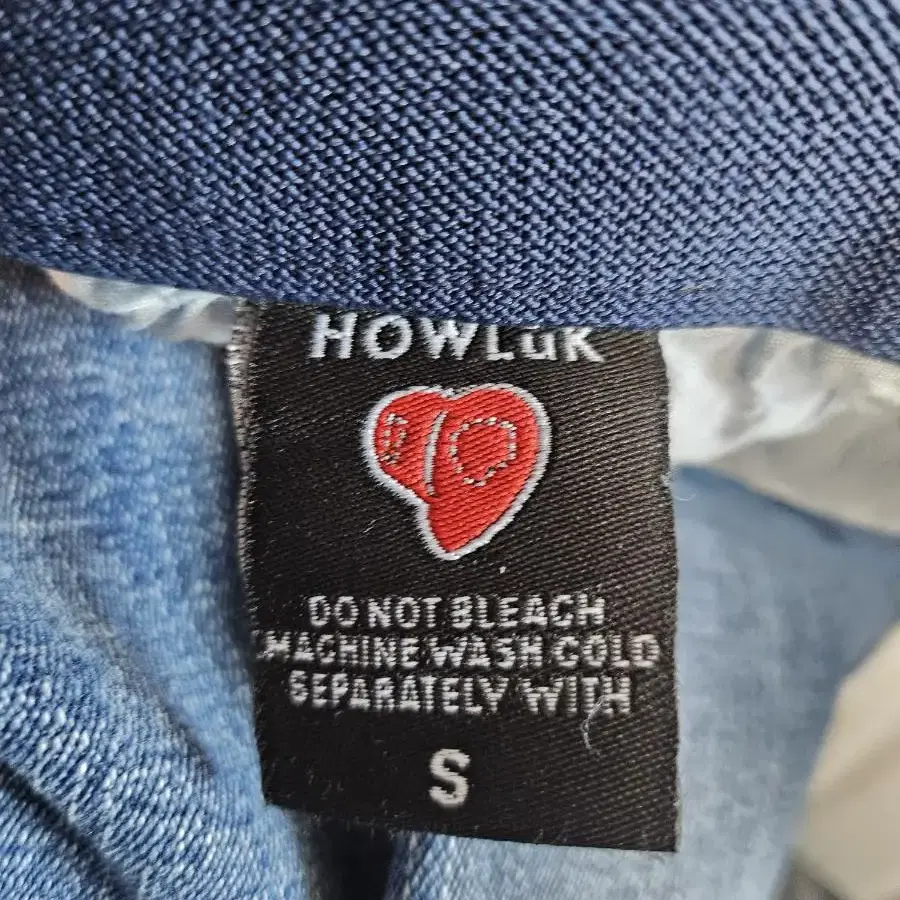 HOWLUK
DO NOT BLEACH
MACHINE WASH COLD
SEPARATELY WITH
S